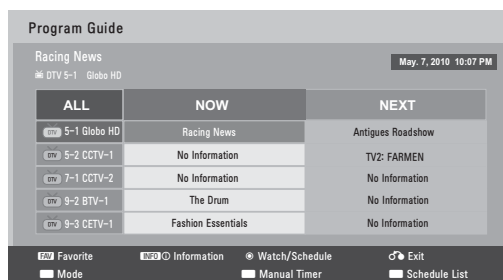 Program Guide
Racing News
DTV 5-1 Globo HD
May. 7, 2010 10:07 PM
ALL NOW NEXT
DTV 5-1 Globo HD Racing News Antigues Roadshow
DTV 5-2 CCTV-1 No Information TV2: FARMEN
DTV 7-1 CCTV-2 No Information No Information
DTV 9-2 BTV-1 The Drum No Information
DTV 9-3 CETV-1 Fashion Essentials No Information
FAV Favorite INFO ⓘ Information ◉ Watch/Schedule Exit
Mode Manual Timer Schedule List